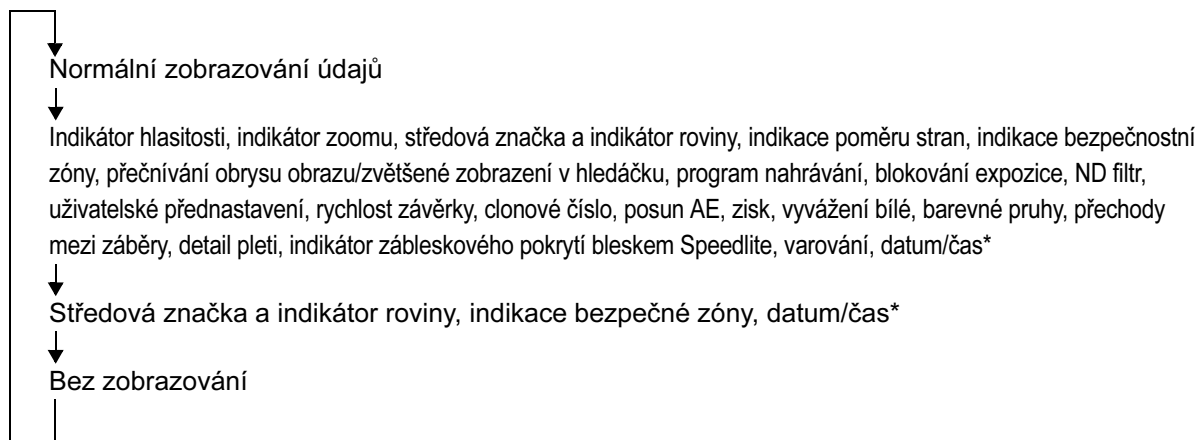 Normální zobrazování údajů
Indikátor hlasitosti, indikátor zoomu, středová značka a indikátor roviny, indikace poměru stran, indikace bezpečnostní
zóny, přečnívání obrysu obrazu/zvětšené zobrazení v hledáčku, program nahrávání, blokování expozice, ND filtr,
uživatelské přednastavení, rychlost závěrky, clonové číslo, posun AE, zisk, vyvážení bílé, barevné pruhy, přechody
mezi záběry, detail pleti, indikátor zábleskového pokrytí bleskem Speedlite, varování, datum/čas*
Středová značka a indikátor roviny, indikace bezpečné zóny, datum/čas*
Bez zobrazování